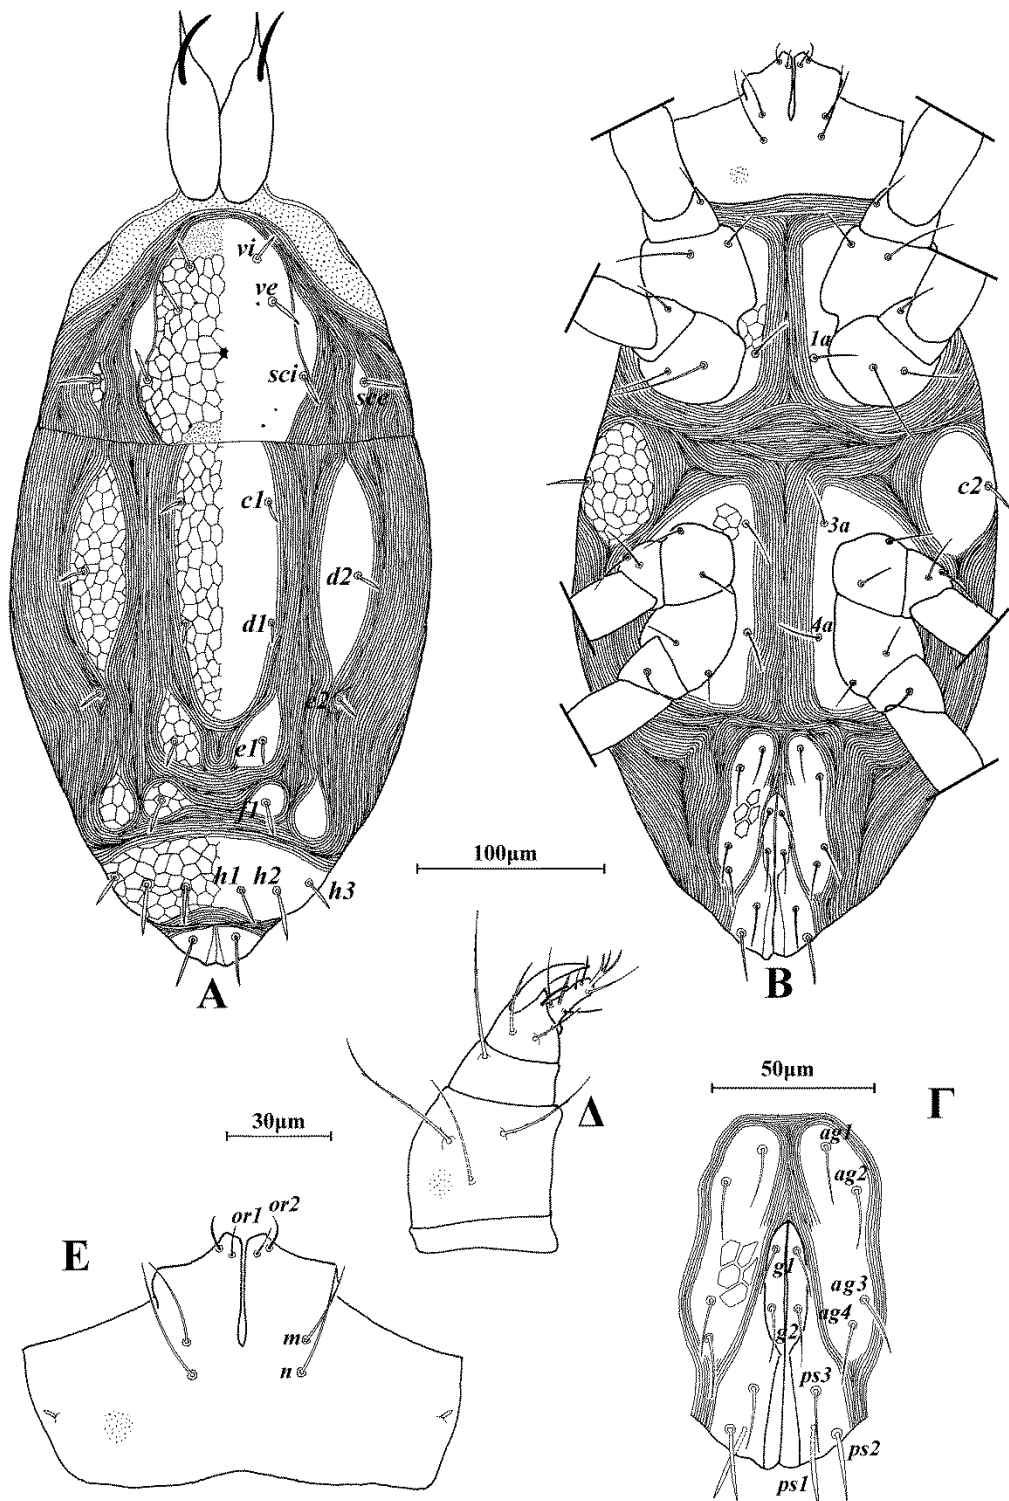 vi
ve
sci
sce
c1
d2
d1
e2
e1
f1
h1 h2 h3
A
1a
c2
3a
4a
B
100μm
Δ
50μm
Γ
ag1
ag2
g1
ag3
ag4
g2
ps3
ps2
ps1
30μm
E
or1 or2
m
n